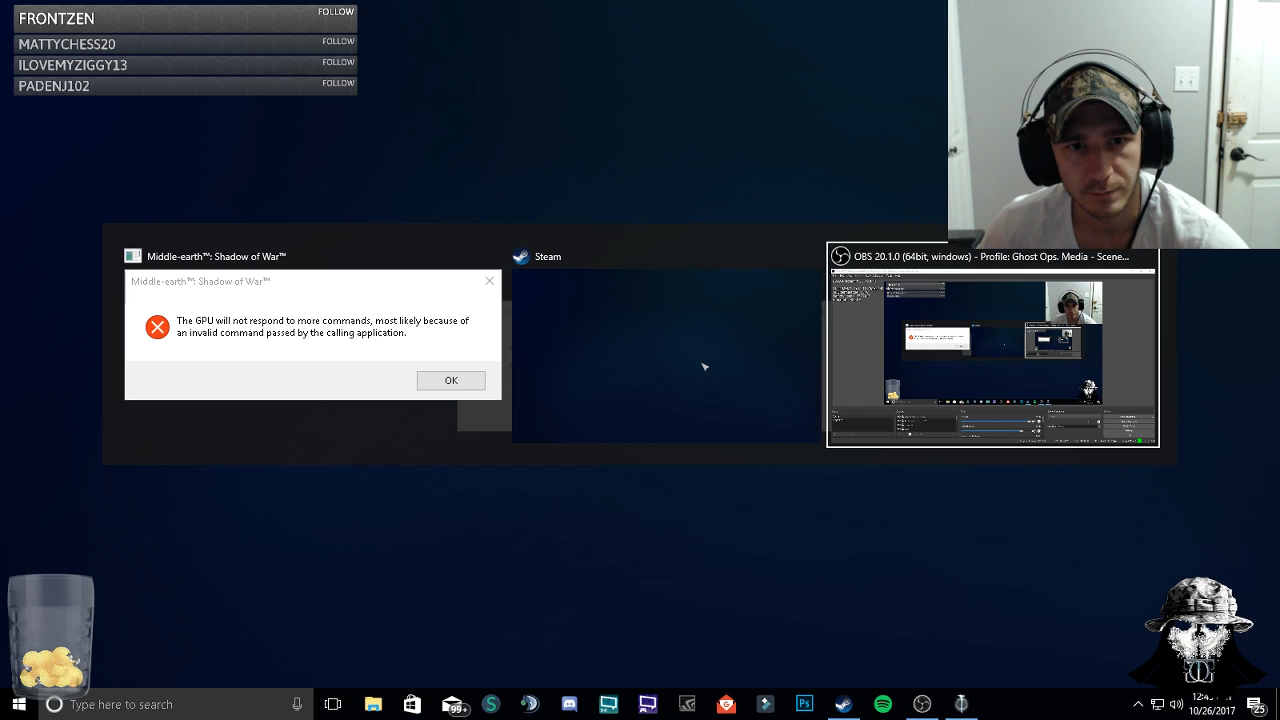 FRONTZEN FOLLOW
MATTYCHESS20 FOLLOW
ILOVEMYZIGGY13 FOLLOW
PADENJ102 FOLLOW
Middle-earth™: Shadow of War™
Steam
OBS 20.1.0 (64bit, windows) - Profile: Ghost Ops. Media - Scene...
Middle-earth™: Shadow of War™
The GPU will not respond to more commands, most likely because of
an invalid command passed by the calling application.
OK
Type here to search
99+
Ps
10/26/2017
25